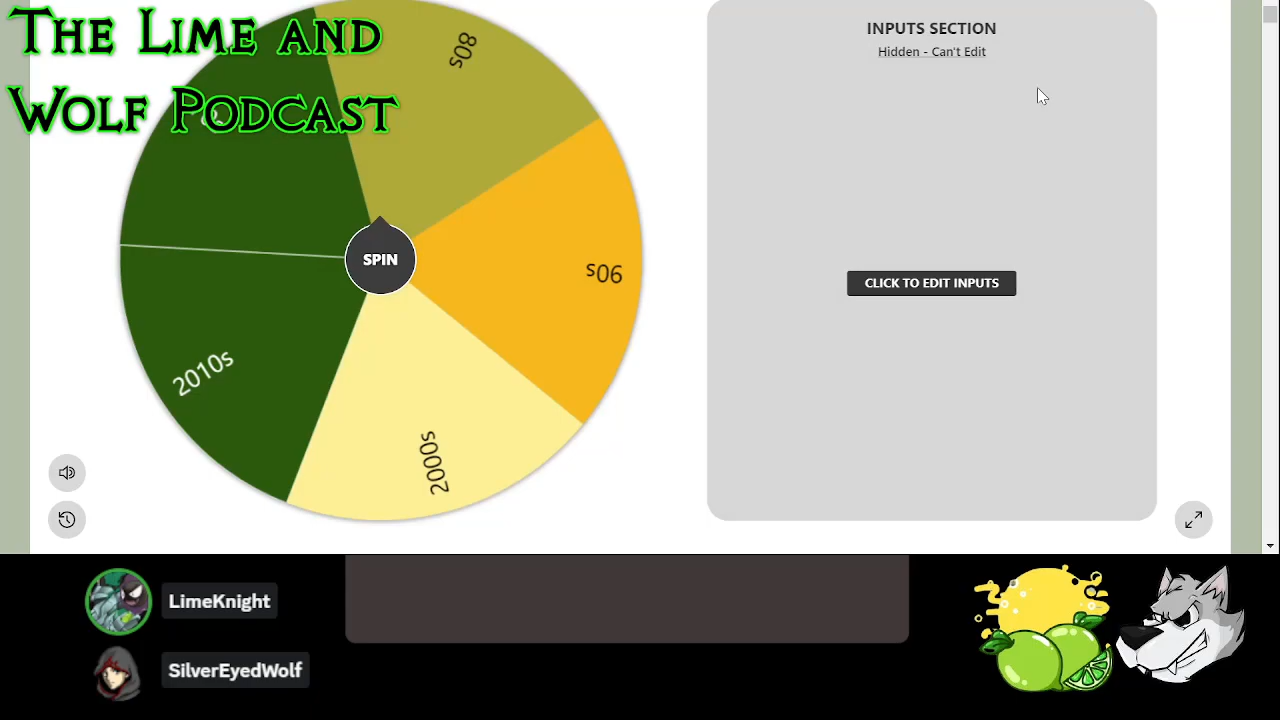 The Lime and
Wolf Podcast
80s
90s
2000s
2010s
SPIN
INPUTS SECTION
Hidden - Can't Edit
CLICK TO EDIT INPUTS
LimeKnight
SilverEyedWolf